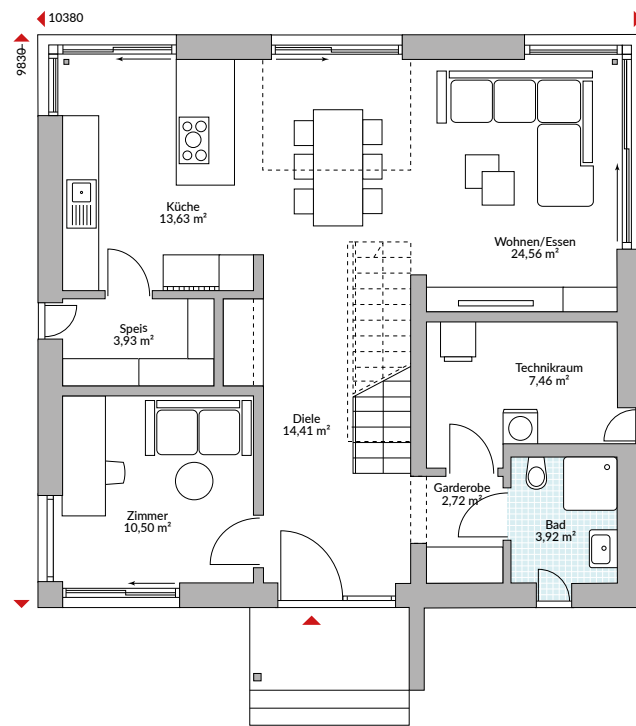 10380
9830
Küche
13,63 m²
Wohnen/Essen
24,56 m²
Speis
3,93 m²
Technikraum
7,46 m²
Diele
14,41 m²
Garderobe
2,72 m²
Zimmer
10,50 m²
Bad
3,92 m²